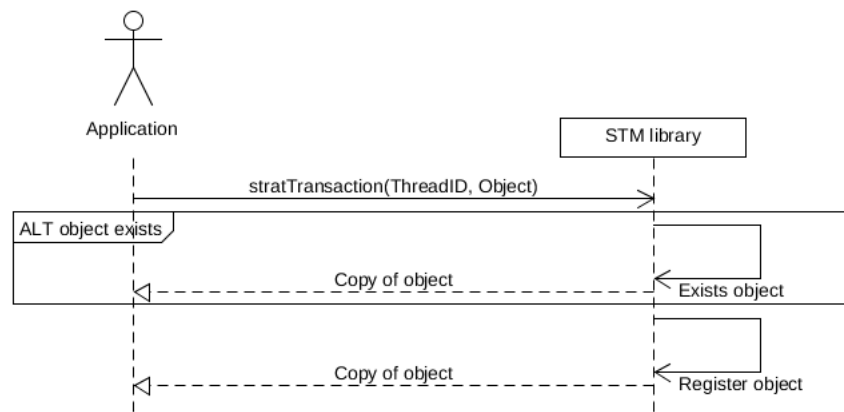 Application
STM library
stratTransaction(ThreadID, Object)
ALT object exists
Copy of object
Exists object
Copy of object
Register object